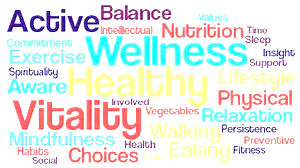 Active Balance Values
Intellectual Nutrition Time
Sleep
Commitment Wellness Insight
Exercise Support
Spirituality Healthy Lifestyle
Aware
Vitality Involved Physical
Vegetables Relaxation
Mindfulness Walking Persistence
Health Preventive
Habits Choices Eating Fitness
Social